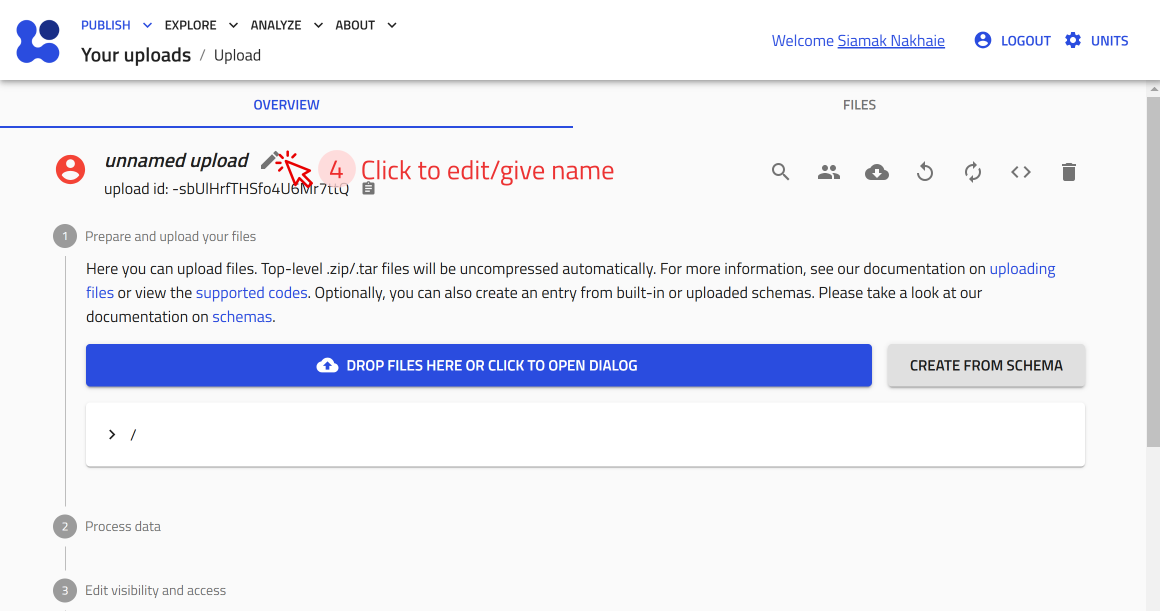 PUBLISH EXPLORE ANALYZE ABOUT
Your uploads / Upload
Welcome Siamak Nakhaie LOGOUT UNITS
OVERVIEW FILES
unnamed upload
4 Click to edit/give name
upload id: -sbUlHrfTHSfo4U6Mr7ttQ
1 Prepare and upload your files
Here you can upload files. Top-level .zip/.tar files will be uncompressed automatically. For more information, see our documentation on uploading
files or view the supported codes. Optionally, you can also create an entry from built-in or uploaded schemas. Please take a look at our
documentation on schemas.
DROP FILES HERE OR CLICK TO OPEN DIALOG CREATE FROM SCHEMA
/
2 Process data
3 Edit visibility and access